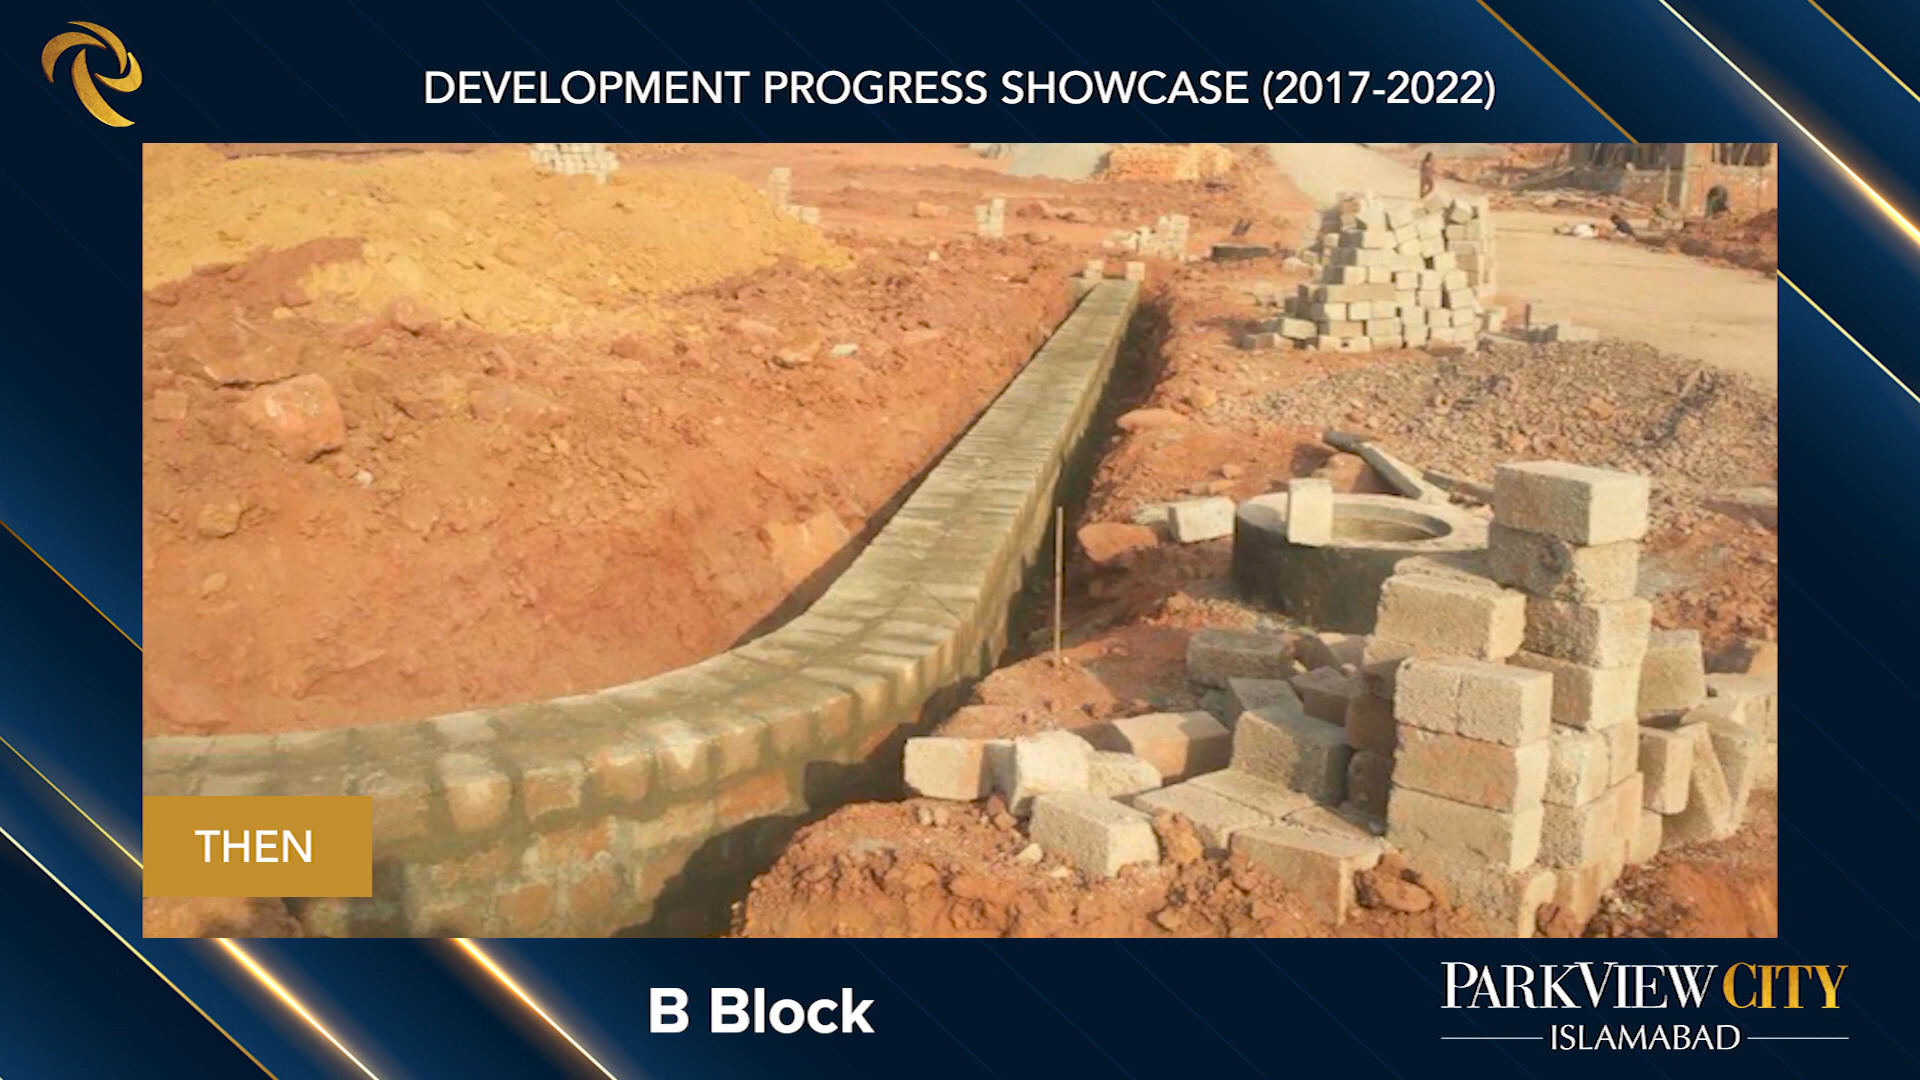 DEVELOPMENT PROGRESS SHOWCASE (2017-2022)
THEN
B Block
PARKVIEW CITY
ISLAMABAD